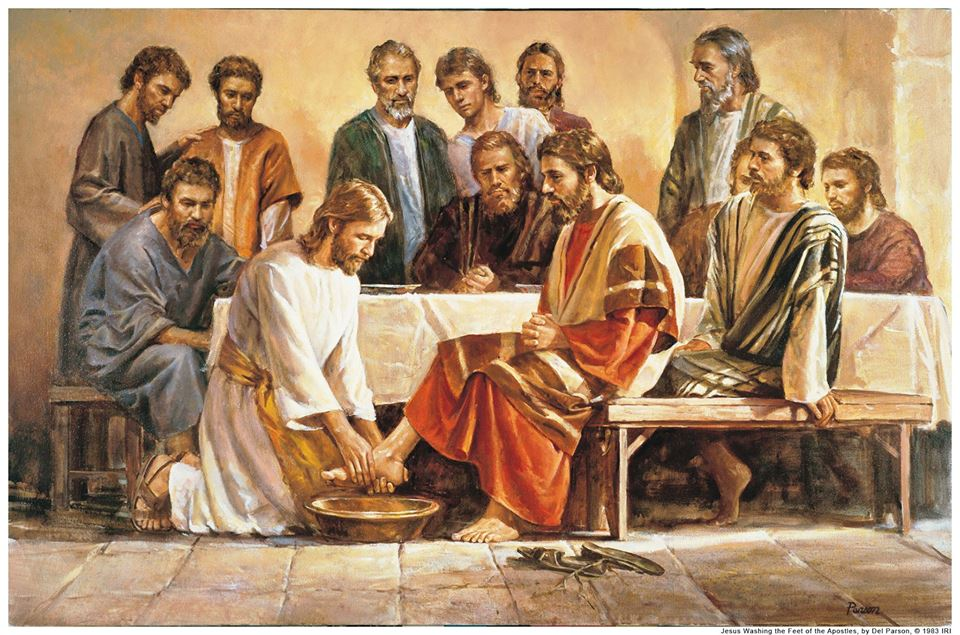 Parson
Jesus Washing the Feet of the Apostles, by Del Parson, © 1983 IRI